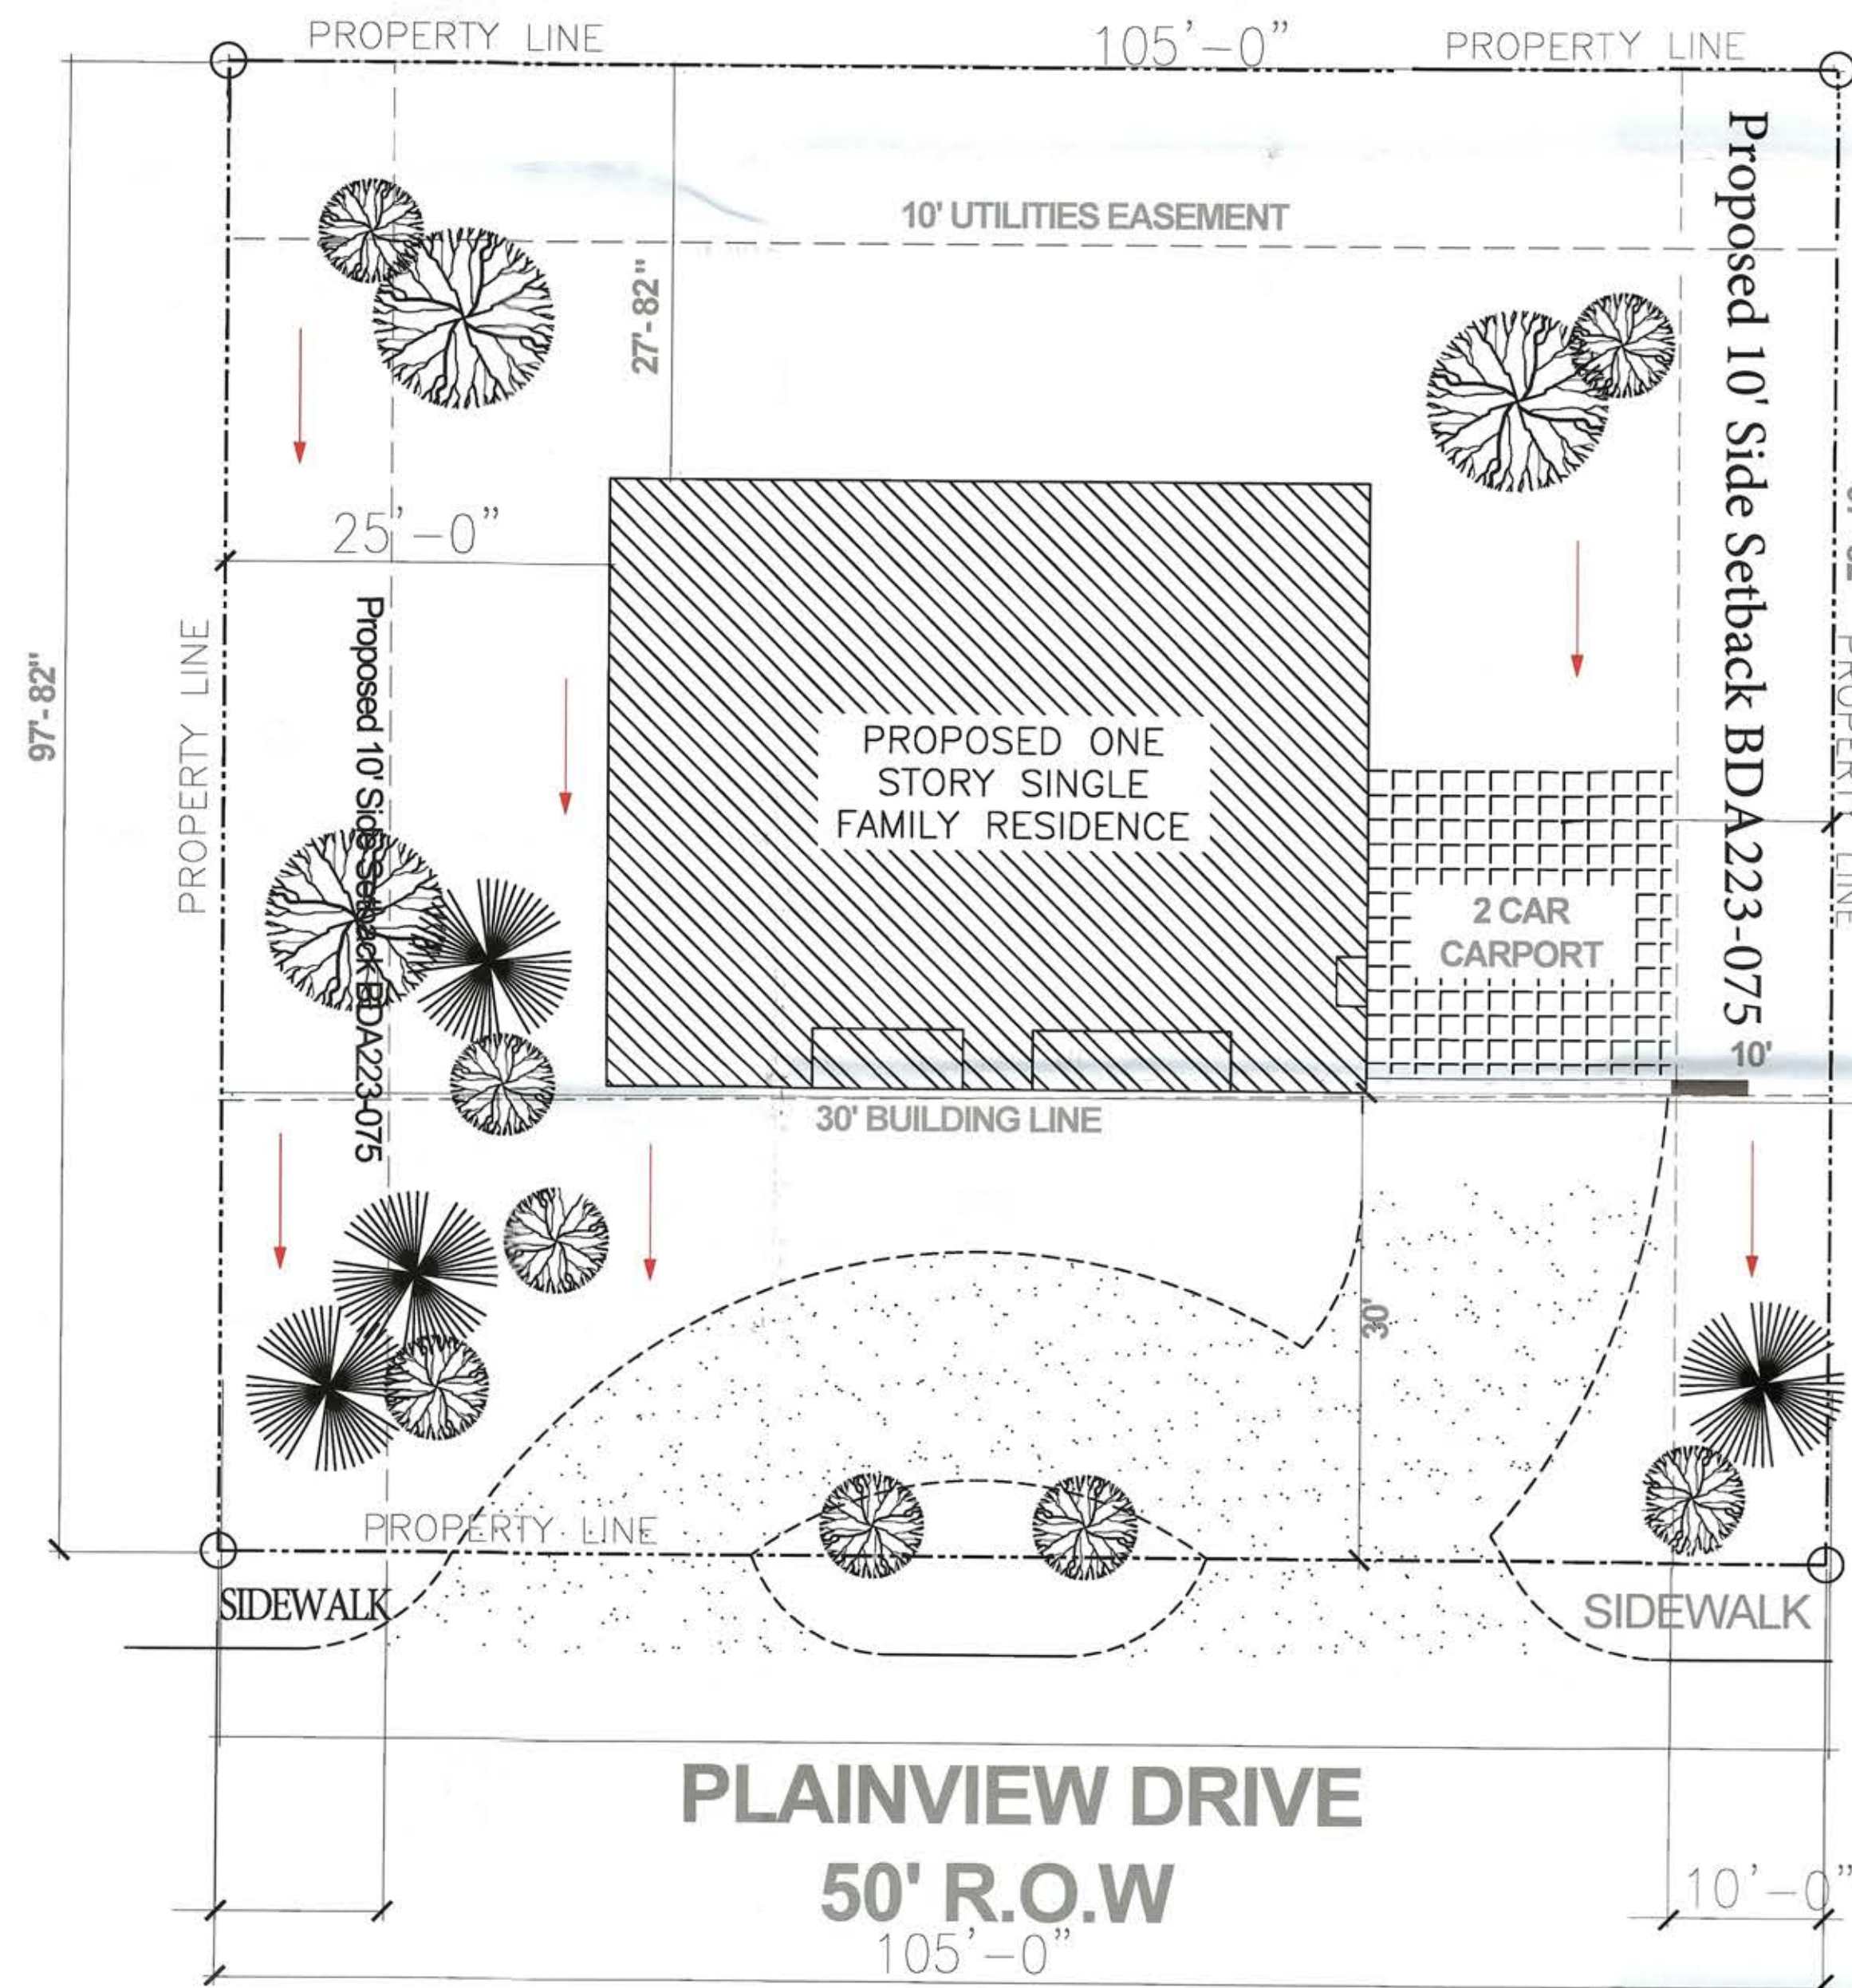 PROPERTY LINE
105'-0"
PROPERTY LINE
10' UTILITIES EASEMENT
27'-82"
25'-0"
97'-82"
PROPERTY LINE
Proposed 10' Side Setback BDA223-075
PROPOSED ONE
STORY SINGLE
FAMILY RESIDENCE
2 CAR
CARPORT
Proposed 10' Side Setback BDA223-075
10'
PROPERTY LINE
30' BUILDING LINE
30'
PROPERTY LINE
SIDEWALK
SIDEWALK
PLAINVIEW DRIVE
50' R.O.W
10'-0"
105'-0"